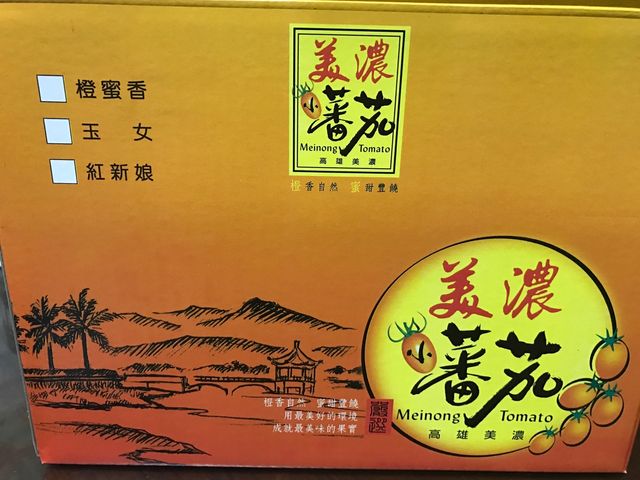 橙蜜香
玉 女
紅新娘
美濃
小
蕃茄
Meinong Tomato
高雄美濃
橙香自然 蜜甜豐饒
美濃
小
蕃茄
Meinong Tomato
高雄美濃
橙香自然 蜜甜豐饒
用最美好的環境
成就最美味的果實
嚴選